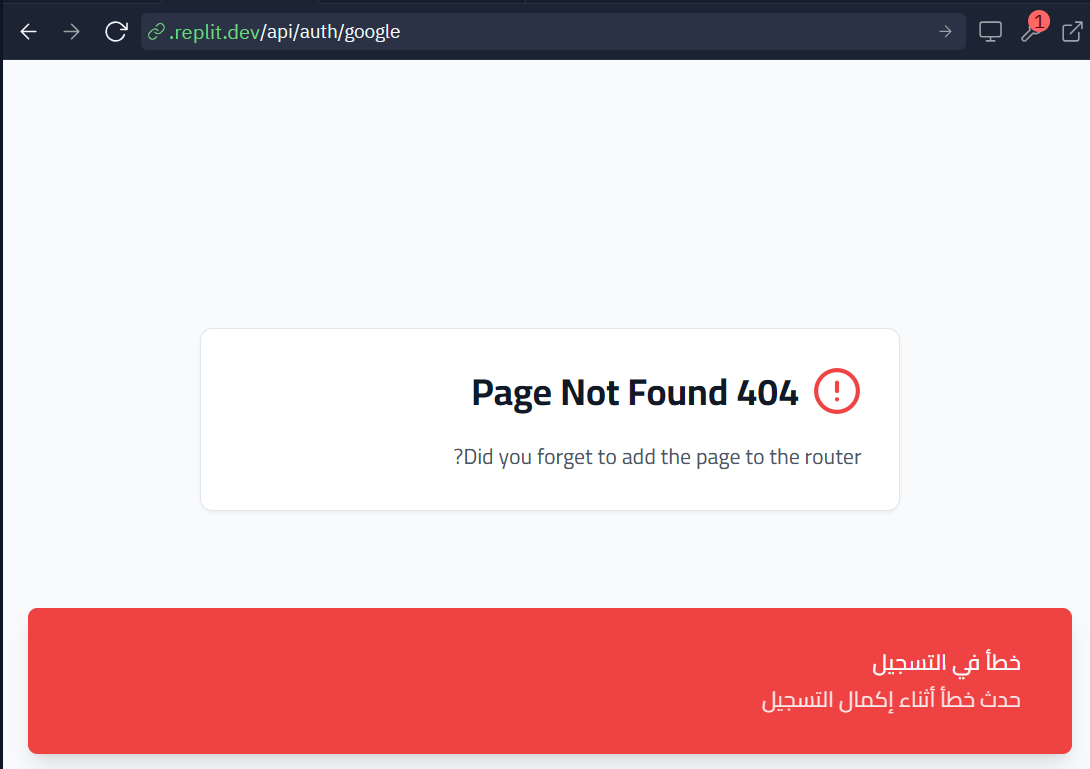 .replit.dev/api/auth/google
1
Page Not Found 404
?Did you forget to add the page to the router
خطأ في التسجيل
حدث خطأ أثناء إكمال التسجيل